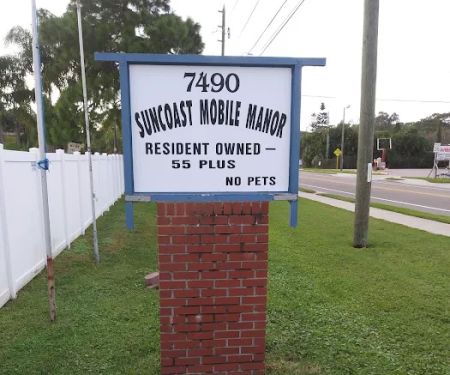 7490
SUNCOAST MOBILE MANOR
RESIDENT OWNED —
55 PLUS
NO PETS